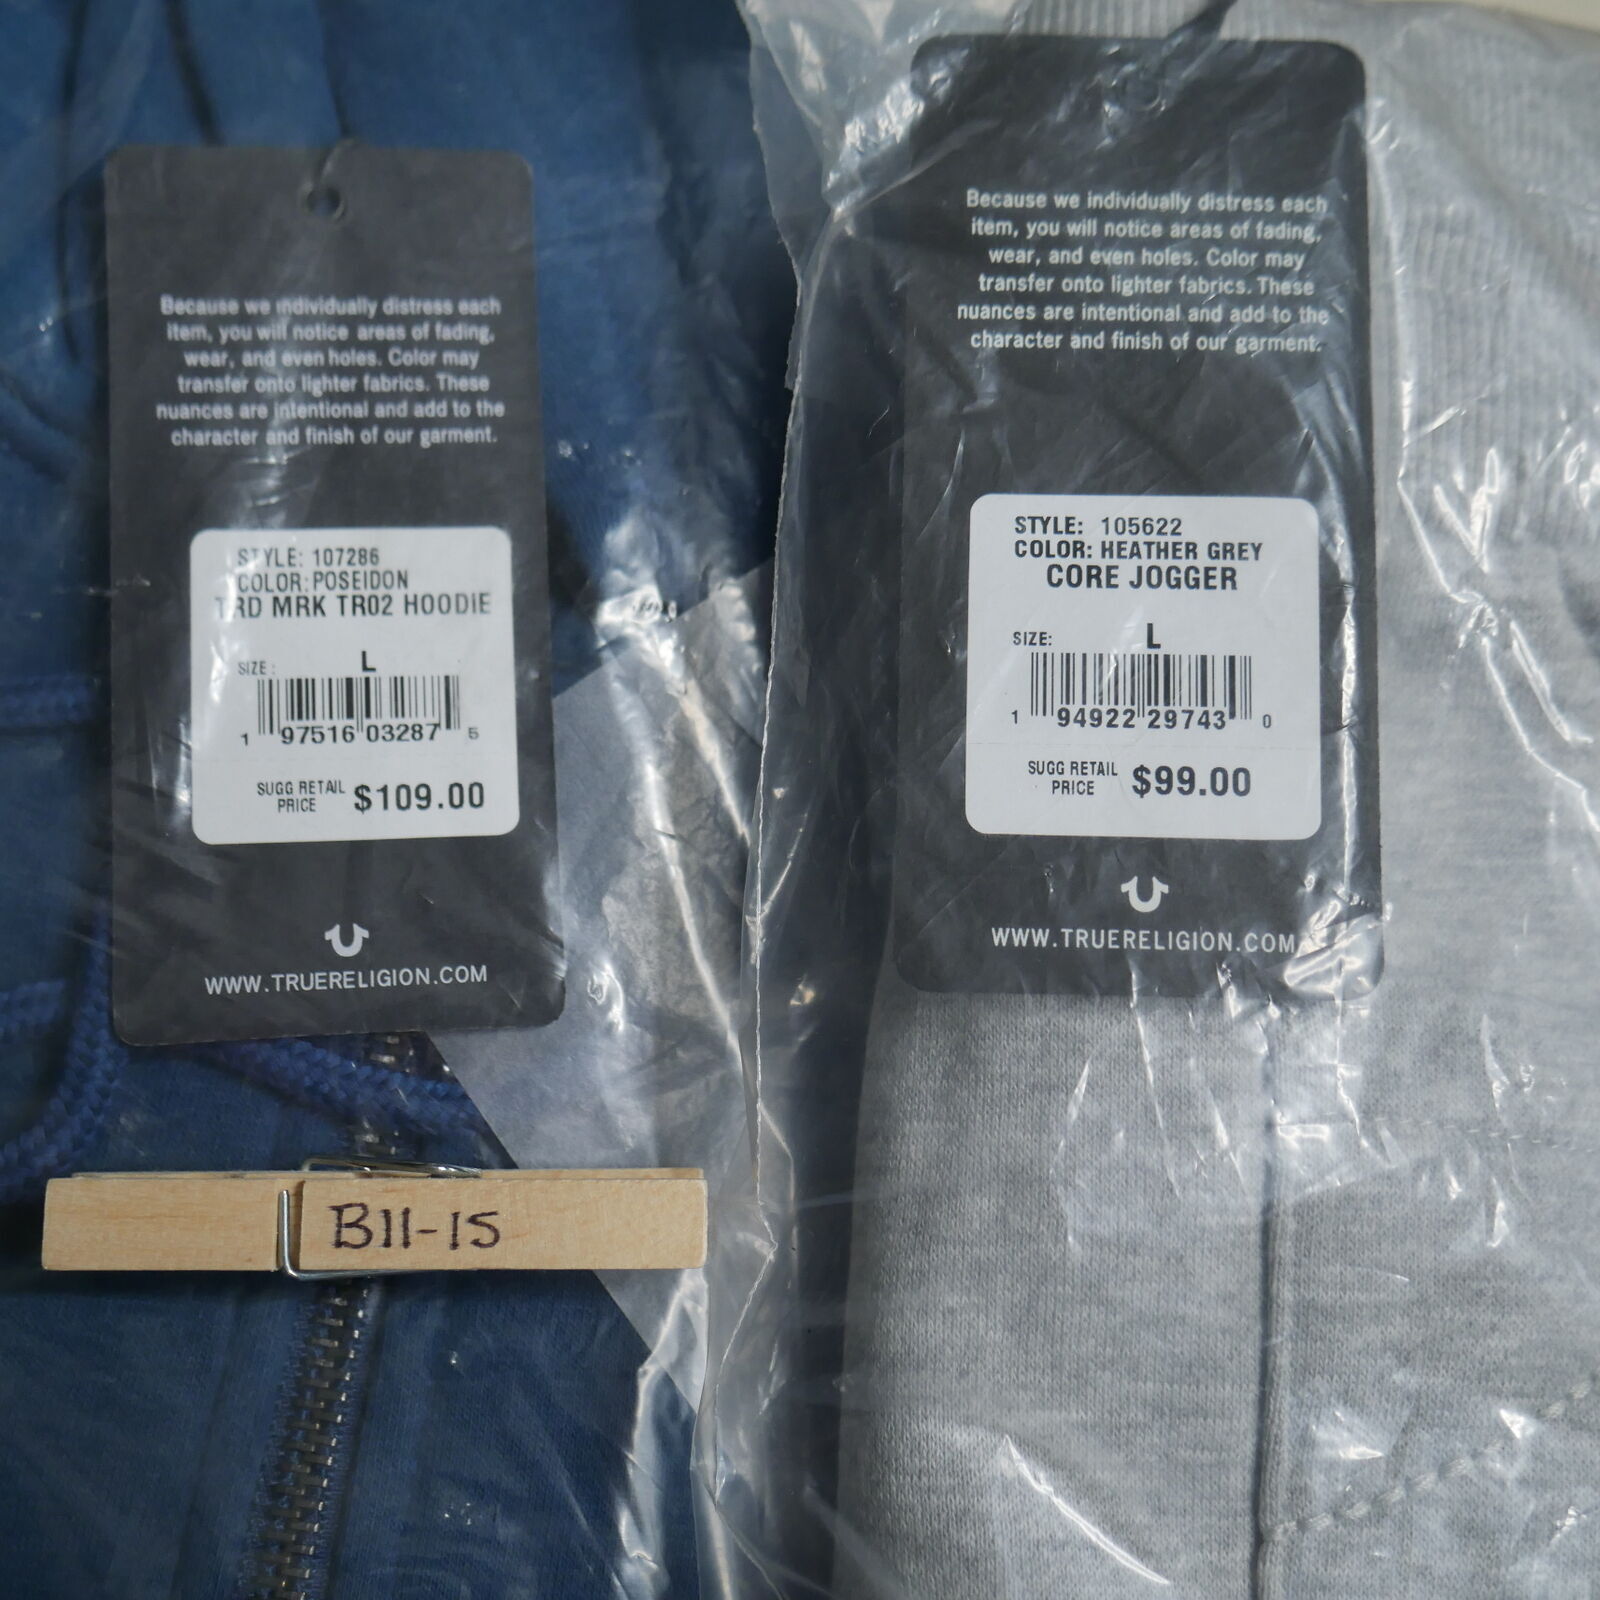 Because we individually distress each
item, you will notice areas of fading,
wear, and even holes. Color may
transfer onto lighter fabrics. These
nuances are intentional and add to the
character and finish of our garment.
STYLE: 107286
COLOR: POSEIDON
TRD MRK TR02 HOODIE
SIZE: L
1 97516 03287 5
SUGG RETAIL
PRICE $109.00
WWW.TRUERELIGION.COM
Because we individually distress each
item, you will notice areas of fading,
wear, and even holes. Color may
transfer onto lighter fabrics. These
nuances are intentional and add to the
character and finish of our garment.
STYLE: 105622
COLOR: HEATHER GREY
CORE JOGGER
SIZE: L
1 94922 29743 0
SUGG RETAIL
PRICE $99.00
WWW.TRUERELIGION.COM
B11-15